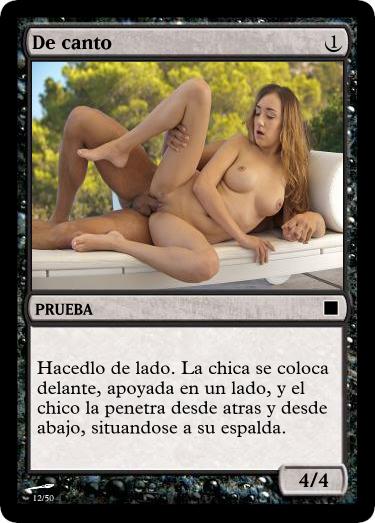 De canto 1
PRUEBA
Hacedlo de lado. La chica se coloca
delante, apoyada en un lado, y el
chico la penetra desde atras y desde
abajo, situandose a su espalda.
4/4
12/50